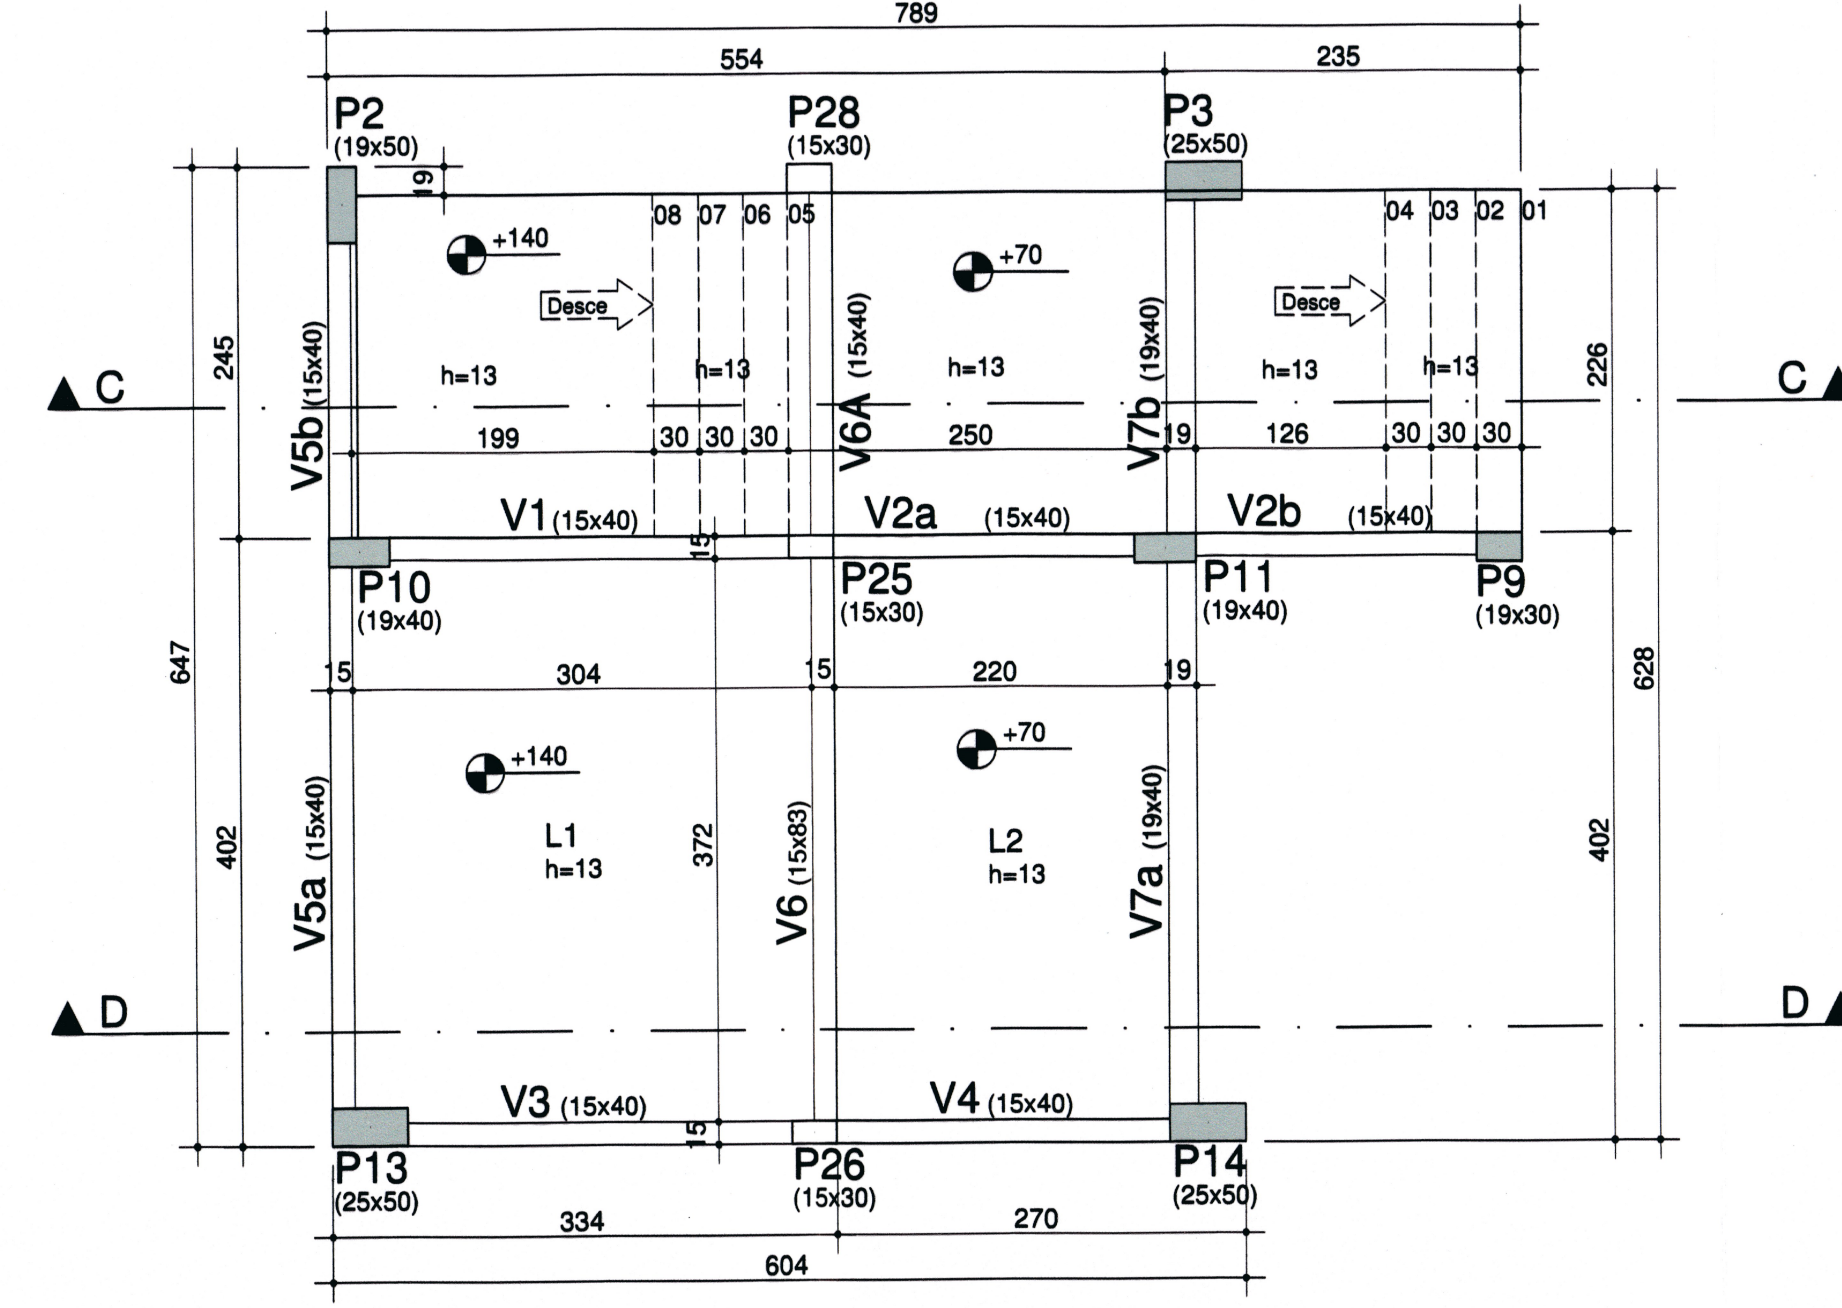 789
554
235
P2
(19x50)
P28
(15x30)
P3
(25x50)
19
08
07
06
05
04
03
02
01
+140
+70
Desce
Desce
245
V5b (15x40)
V6A (15x40)
V7b (19x40)
226
h=13
h=13
h=13
h=13
h=13
C
C
199
30
30
30
250
19
126
30
30
30
V1 (15x40)
V2a (15x40)
V2b (15x40)
15
P10
(19x40)
P25
(15x30)
P11
(19x40)
P9
(19x30)
647
628
15
304
15
220
19
+140
+70
402
V5a (15x40)
L1
h=13
372
V6 (15x83)
L2
h=13
V7a (19x40)
402
D
D
V3 (15x40)
V4 (15x40)
15
P13
(25x50)
P26
(15x30)
P14
(25x50)
334
270
604